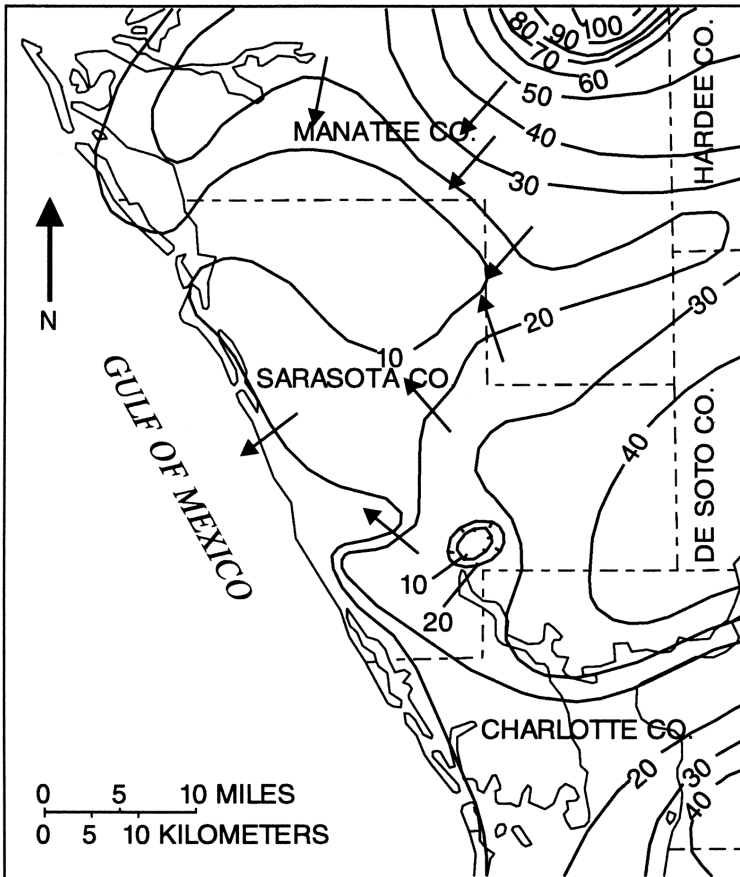 80
90
100
70
60
50
40
30
HARDEE CO.
MANATEE CO.
N
30
20
10
SARASOTA CO
GULF OF MEXICO
40
DE SOTO CO.
10
20
CHARLOTTE CO.
20
30
40
0 5 10 MILES
0 5 10 KILOMETERS